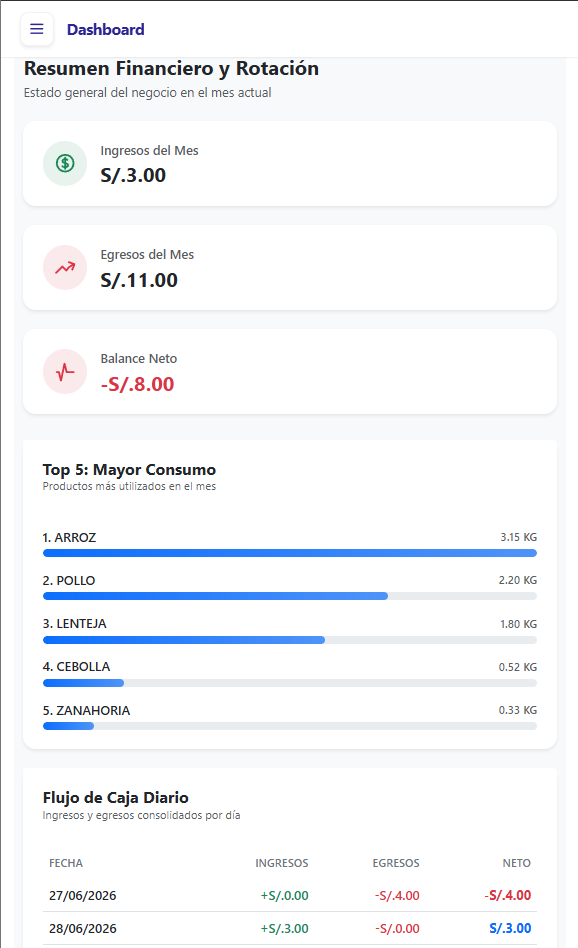 Dashboard
Resumen Financiero y Rotación
Estado general del negocio en el mes actual
Ingresos del Mes
S/.3.00
Egresos del Mes
S/.11.00
Balance Neto
-S/.8.00
Top 5: Mayor Consumo
Productos más utilizados en el mes
1. ARROZ 3.15 KG
2. POLLO 2.20 KG
3. LENTEJA 1.80 KG
4. CEBOLLA 0.52 KG
5. ZANAHORIA 0.33 KG
Flujo de Caja Diario
Ingresos y egresos consolidados por día
FECHA INGRESOS EGRESOS NETO
27/06/2026 +S/.0.00 -S/.4.00 -S/.4.00
28/06/2026 +S/.3.00 -S/.0.00 S/.3.00